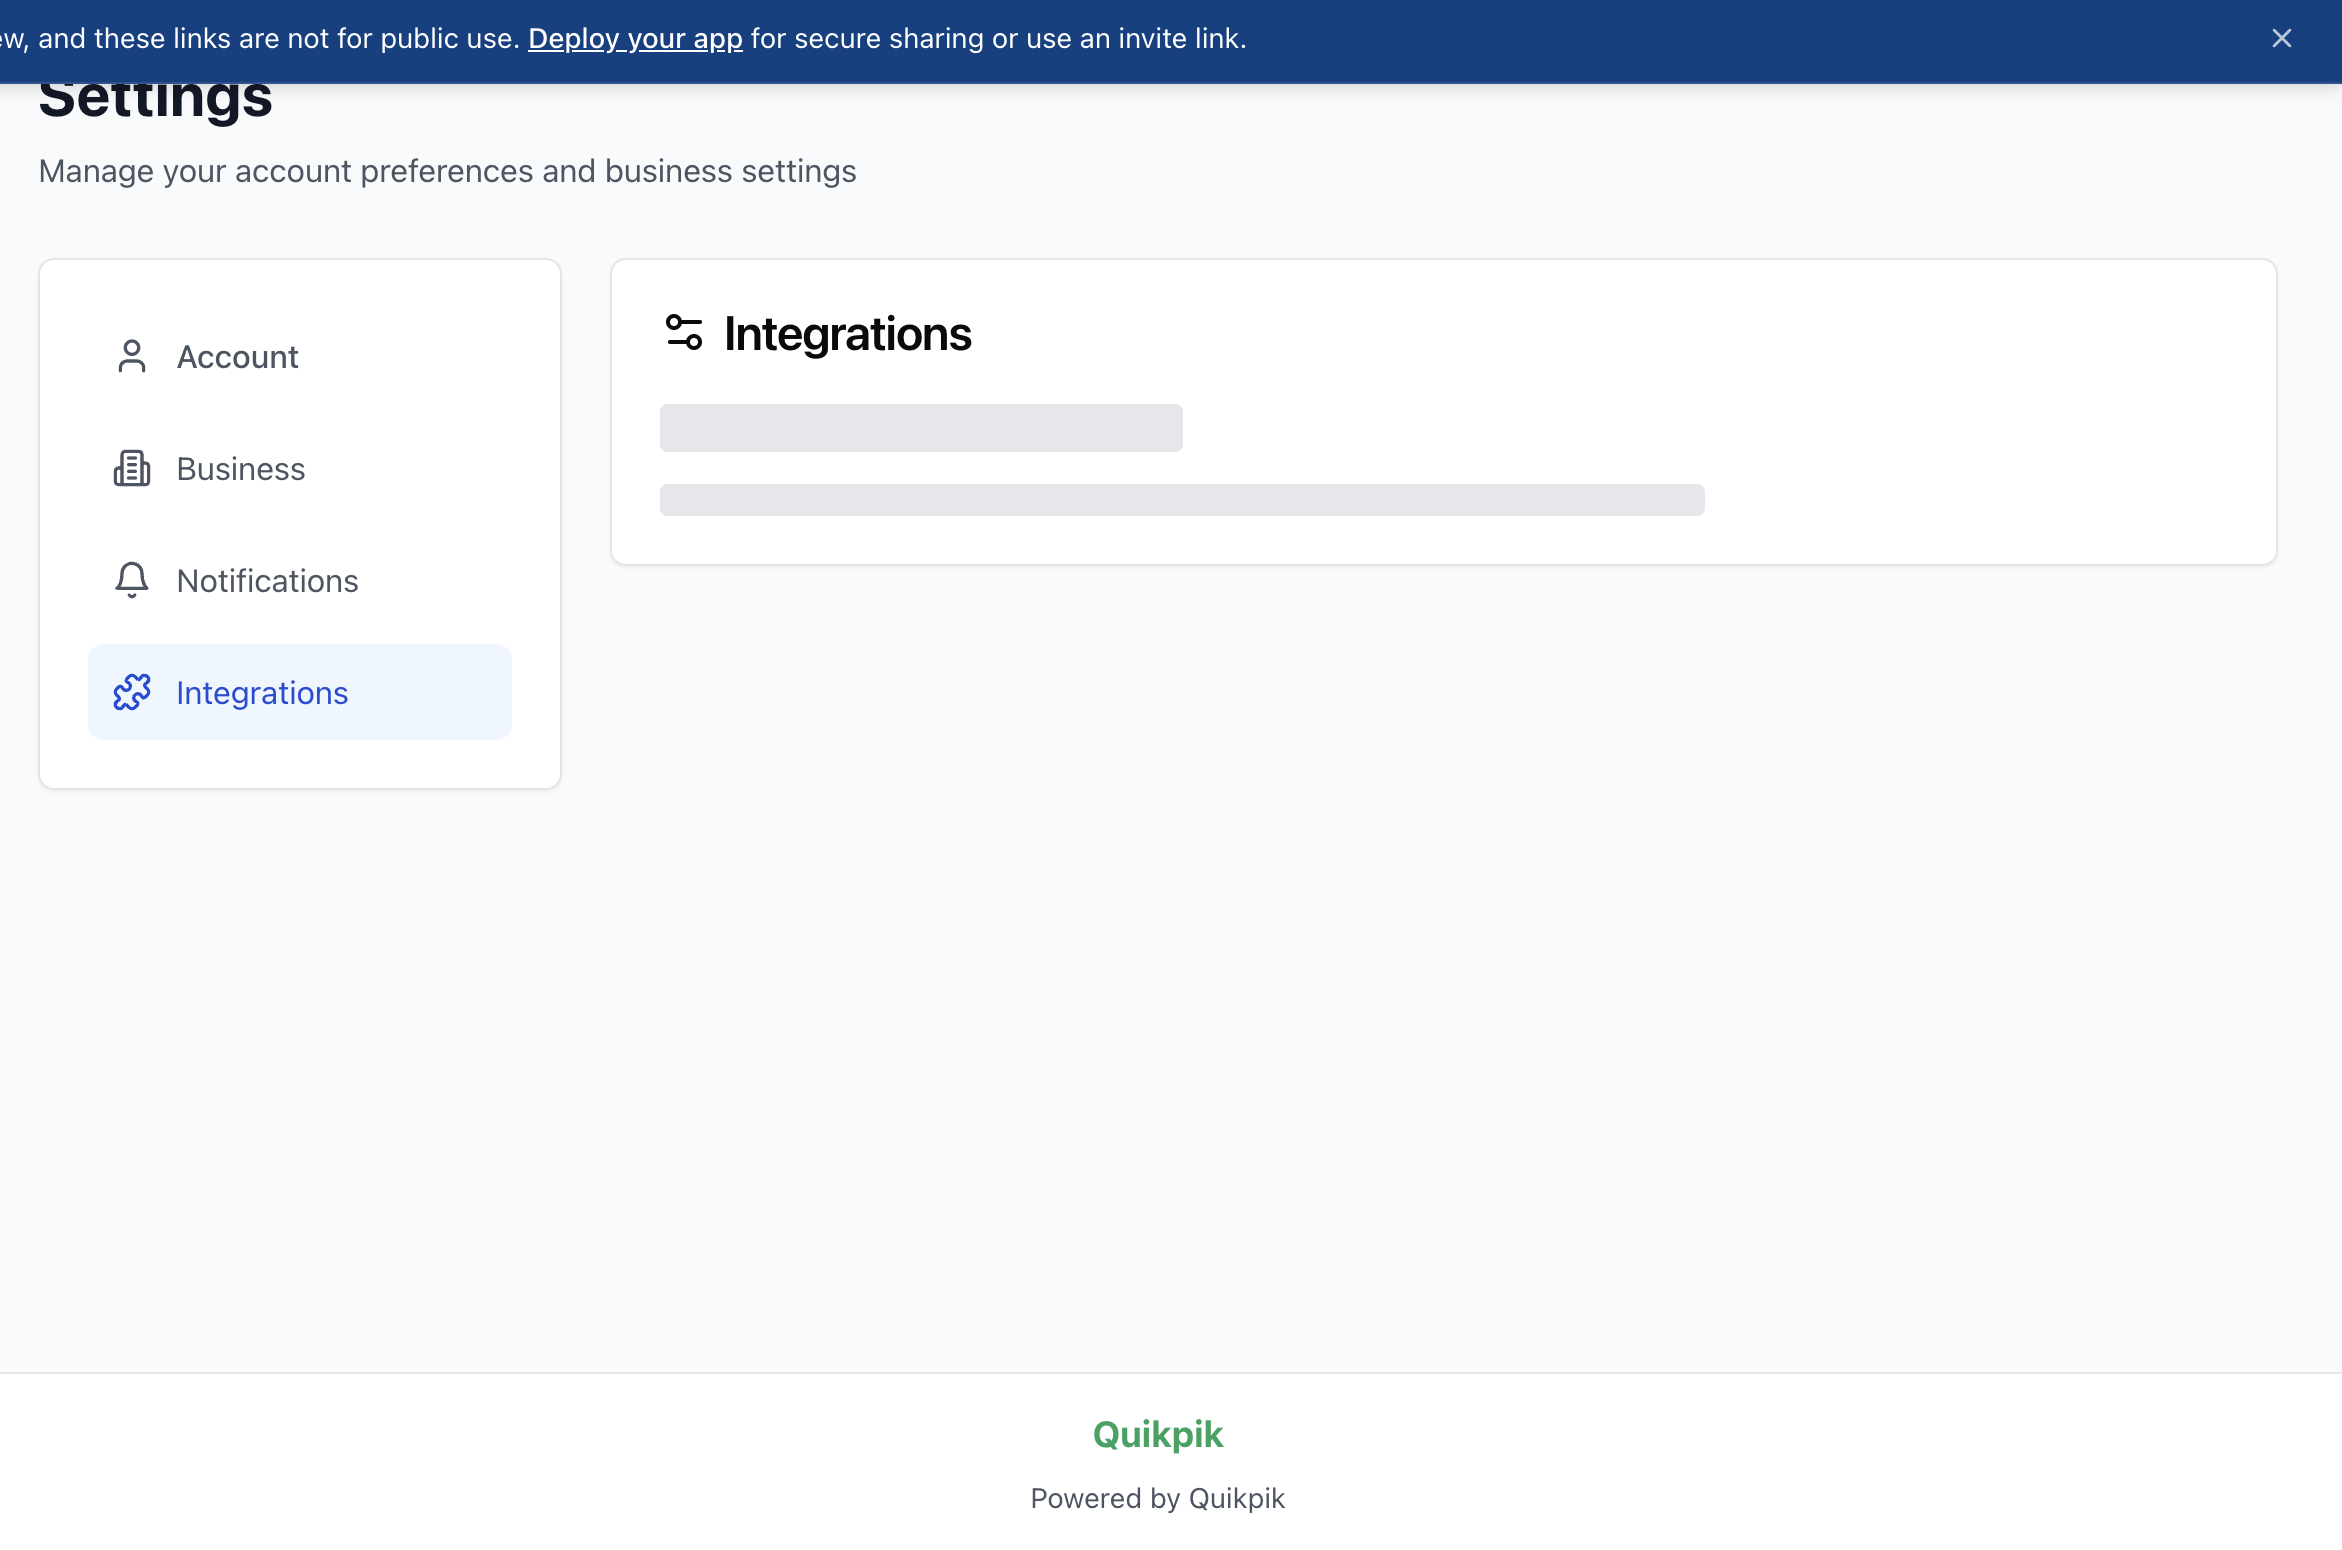 and these links are not for public use. Deploy your app for secure sharing or use an invite link.
Settings
Manage your account preferences and business settings
Account
Business
Notifications
Integrations
Integrations
Quikpik
Powered by Quikpik